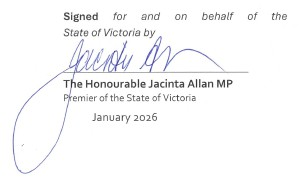 Signed for and on behalf of the
State of Victoria by
The Honourable Jacinta Allan MP
Premier of the State of Victoria
January 2026